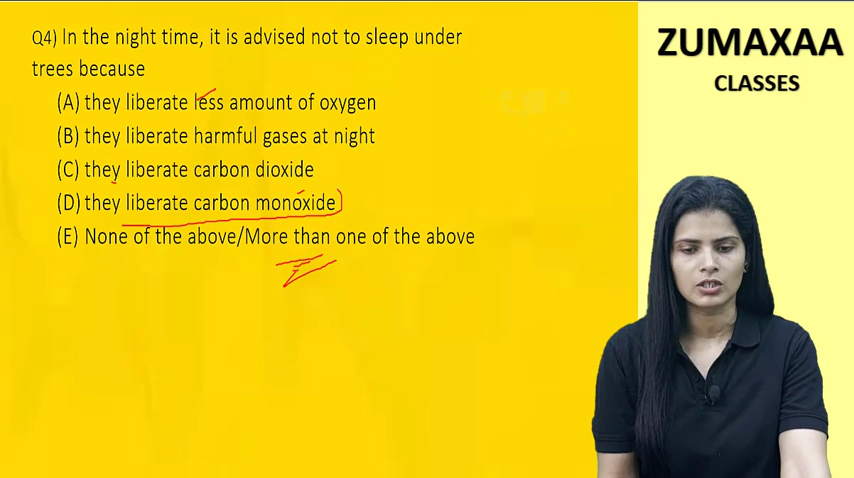 Q4) In the night time, it is advised not to sleep under
trees because
(A) they liberate less amount of oxygen
(B) they liberate harmful gases at night
(C) they liberate carbon dioxide
(D) they liberate carbon monoxide
(E) None of the above/More than one of the above
ZUMAXAA
CLASSES